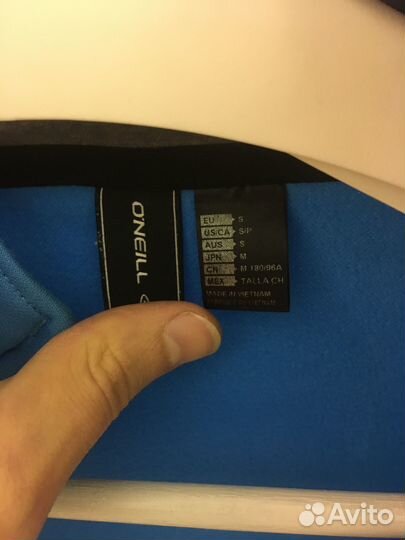 O'NEILL
EU S
US/CA S/P
AUS S
JPN M
CN M 180/96A
MEX TALLA CH
MADE IN VIETNAM
Avito